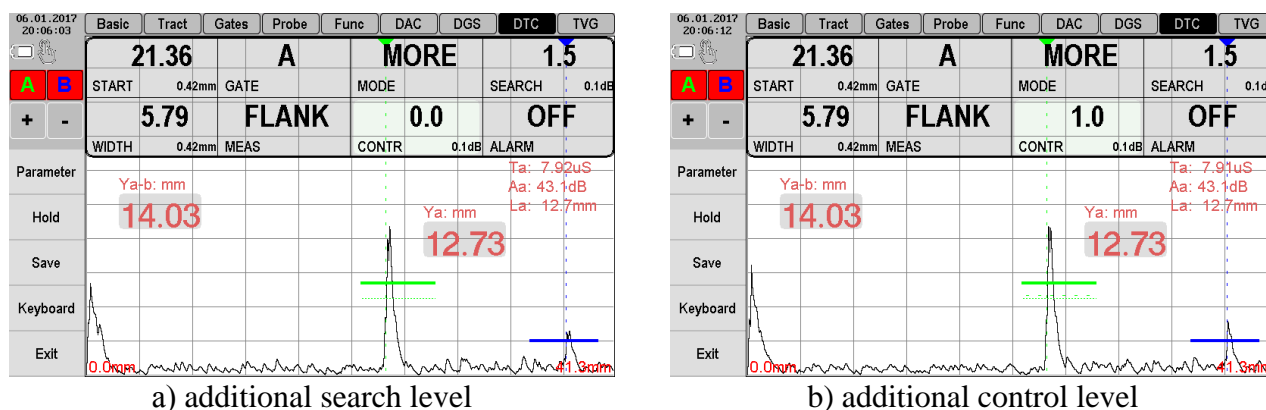 06.01.2017
20:06:03
Basic Tract Gates Probe Func DAC DGS DTC TVG
21.36 A MORE 1.5
A B
START 0.42mm GATE MODE SEARCH 0.1dB
+ -
5.79 FLANK 0.0 OFF
WIDTH 0.42mm MEAS CONTR 0.1dB ALARM
Parameter
Hold
Save
Keyboard
Exit
Ya-b: mm
14.03
Ya: mm
12.73
Ta: 7.92uS
Aa: 43.1dB
La: 12.7mm
0.0mm 41.3mm
a) additional search level
06.01.2017
20:06:12
Basic Tract Gates Probe Func DAC DGS DTC TVG
21.36 A MORE 1.5
A B
START 0.42mm GATE MODE SEARCH 0.1d
+ -
5.79 FLANK 1.0 OFF
WIDTH 0.42mm MEAS CONTR 0.1dB ALARM
Parameter
Hold
Save
Keyboard
Exit
Ya-b: mm
14.03
Ya: mm
12.73
Ta: 7.91uS
Aa: 43.1dB
La: 12.7mm
0.0mm 41.3mm
b) additional control level